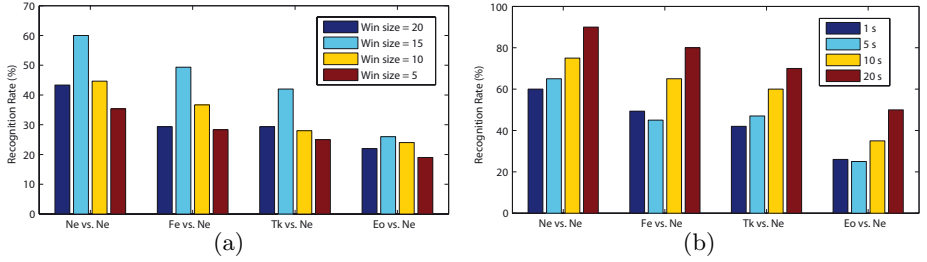 70
60
50
40
30
20
10
0
Recognition Rate (%)
Win size = 20
Win size = 15
Win size = 10
Win size = 5
Ne vs. Ne
Fe vs. Ne
Tk vs. Ne
Eo vs. Ne
(a)
100
80
60
40
20
0
Recognition Rate (%)
1 s
5 s
10 s
20 s
Ne vs. Ne
Fe vs. Ne
Tk vs. Ne
Eo vs. Ne
(b)